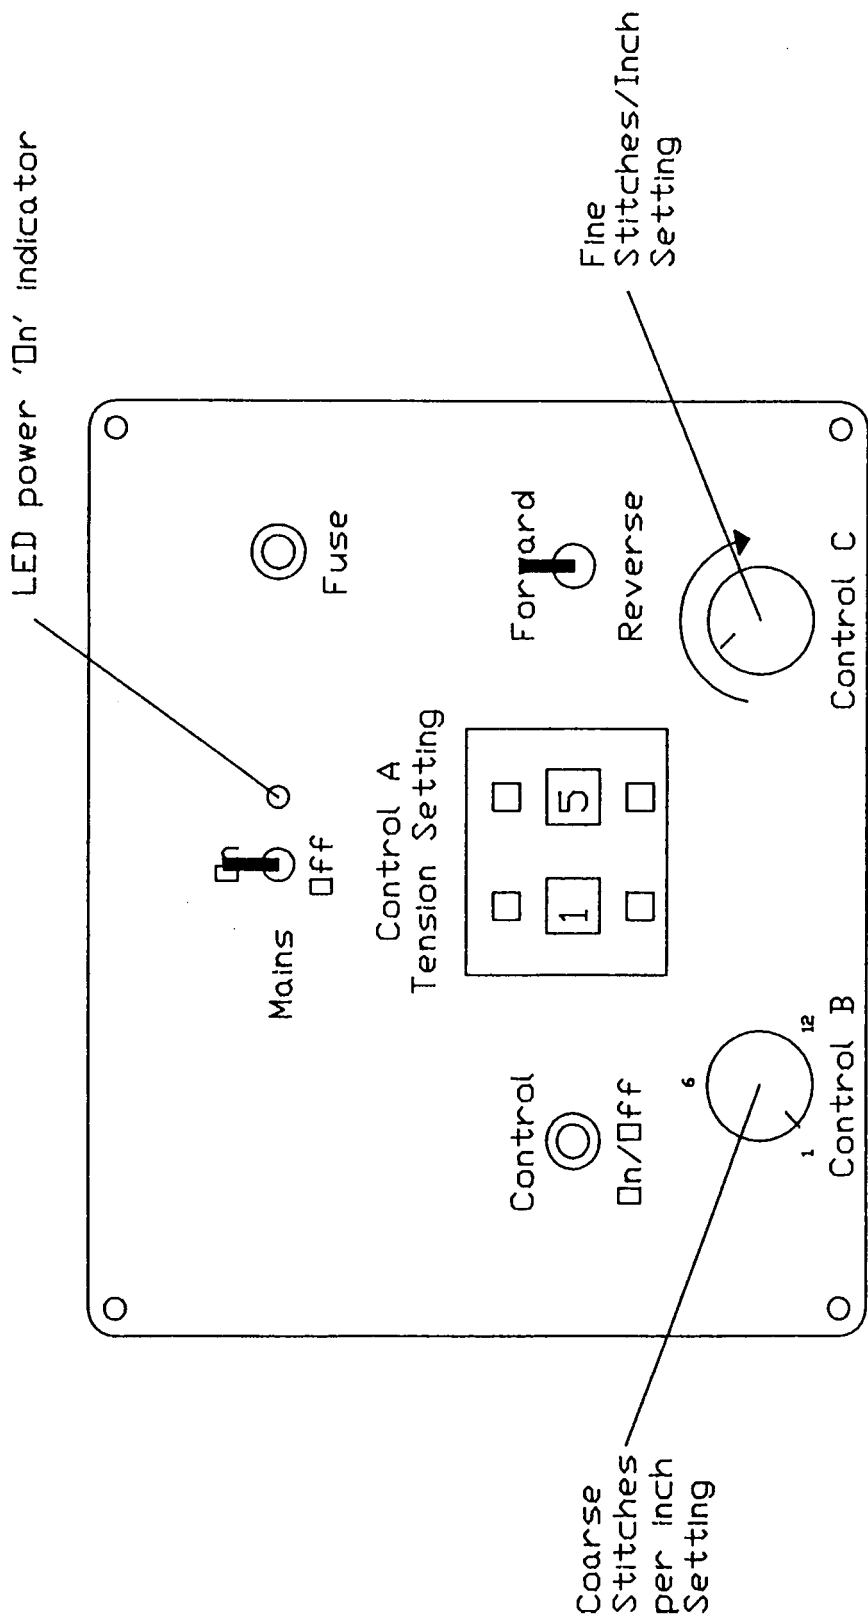 LED power 'On' indicator
Mains
On
Off
Fuse
Control A
Tension Setting
Control
On/Off
1 5
Forward
Reverse
6
1
12
Control B
Control C
Coarse
Stitches
per inch
Setting
Fine
Stitches/Inch
Setting